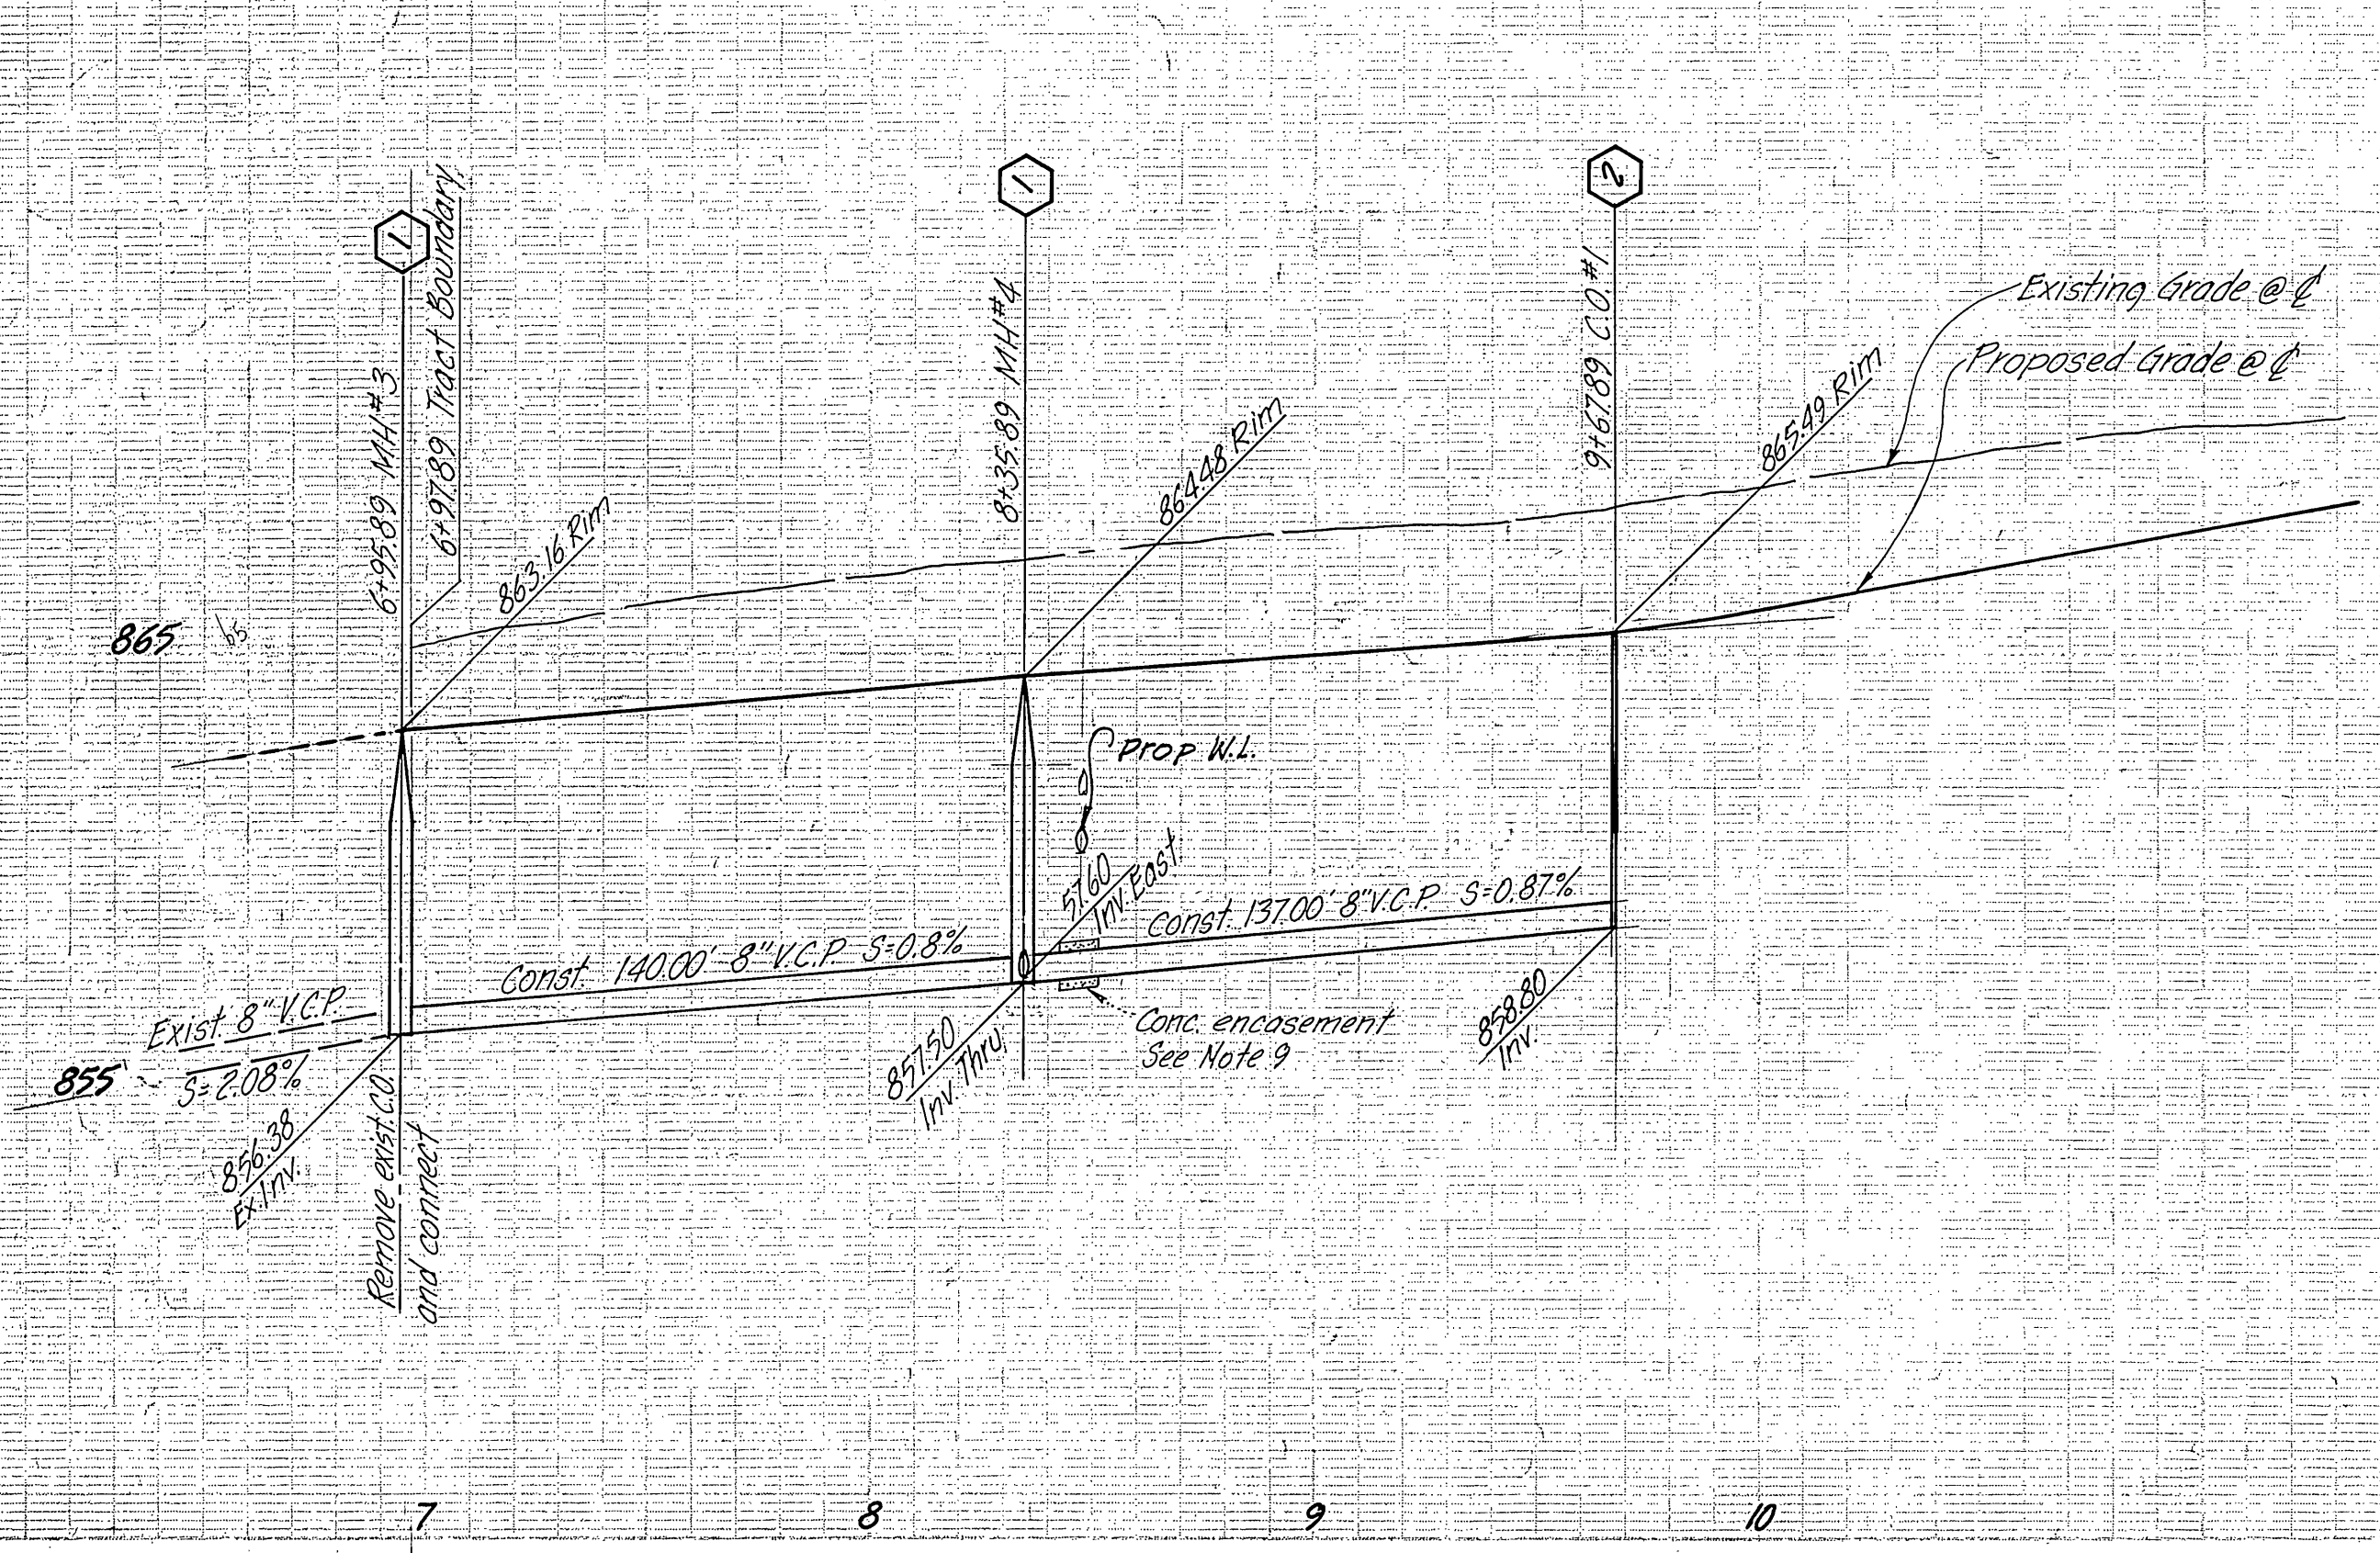 1
1
2
6+95.89 MH#3
6+97.89 Tract Boundary
8+35.89 MH#4
9+67.89 C.O.#1
863.16 Rim
864.48 Rim
865.49 Rim
Existing Grade @ ℄
Proposed Grade @ ℄
865
65
Prop W.L.
57.60
Inv. East
Const. 140.00' 8" V.C.P S=0.8%
Const. 137.00' 8" V.C.P. S=0.87%
Exist. 8" V.C.P.
S=2.08%
855
856.38
Ex. Inv.
Remove exist. C.O.
and connect
857.50
Inv. Thru
Conc. encasement
See Note 9
858.80
Inv.
7
8
9
10